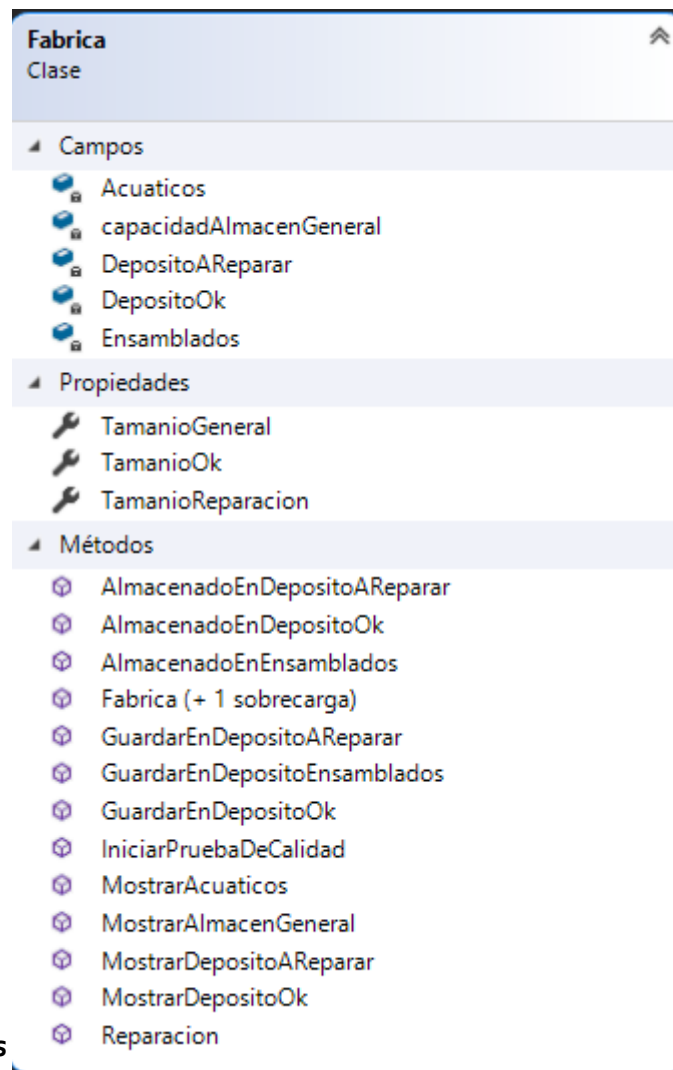 Fabrica
Clase
Campos
Acuaticos
capacidadAlmacenGeneral
DepositoAReparar
DepositoOk
Ensamblados
Propiedades
TamanioGeneral
TamanioOk
TamanioReparacion
Métodos
AlmacenadoEnDepositoAReparar
AlmacenadoEnDepositoOk
AlmacenadoEnEnsamblados
Fabrica (+ 1 sobrecarga)
GuardarEnDepositoAReparar
GuardarEnDepositoEnsamblados
GuardarEnDepositoOk
IniciarPruebaDeCalidad
MostrarAcuaticos
MostrarAlmacenGeneral
MostrarDepositoAReparar
MostrarDepositoOk
Reparacion
s